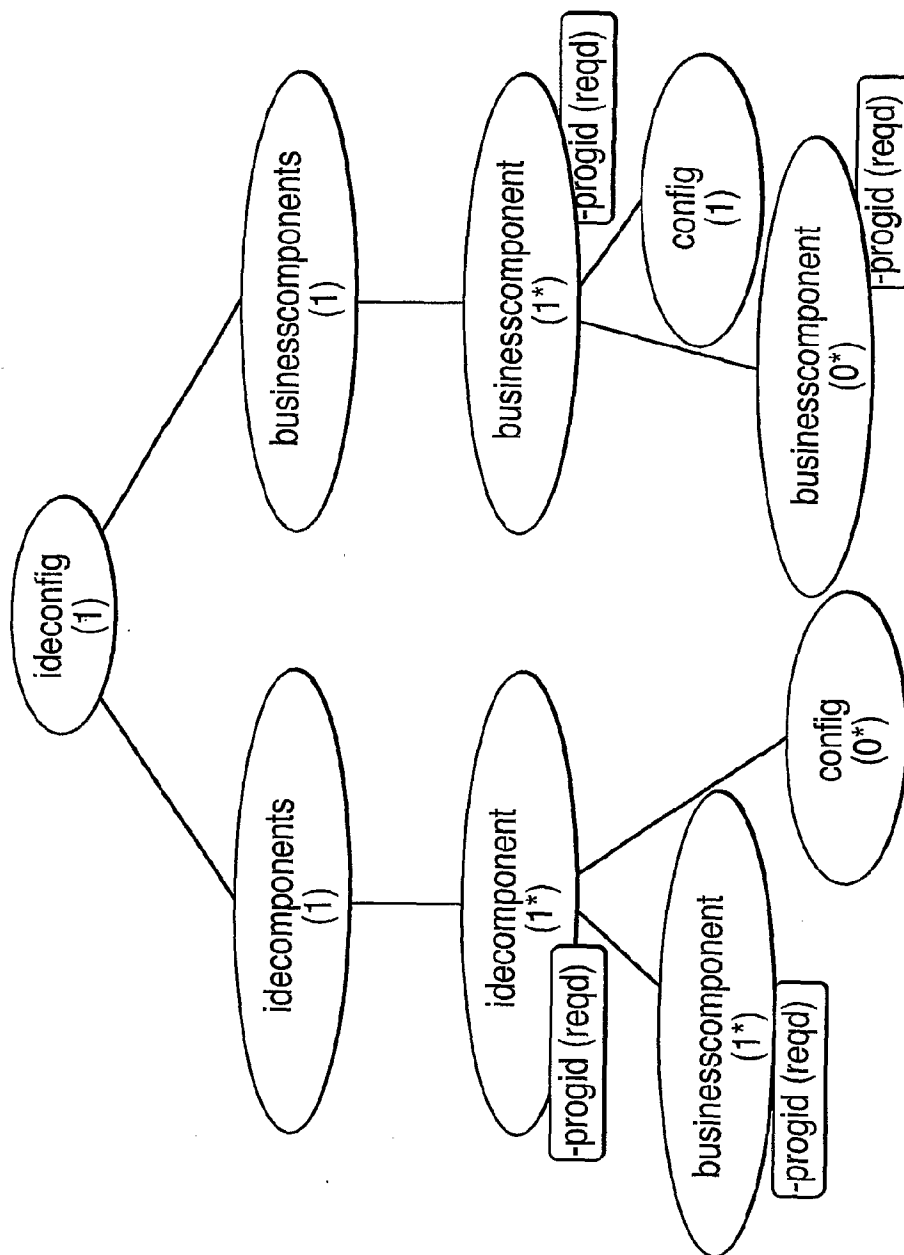 ideconfig
(1)
idecomponents
(1)
businesscomponents
(1)
idecomponent
(1*)
-progid (reqd)
businesscomponent
(1*)
-progid (reqd)
businesscomponent
(1*)
-progid (reqd)
config
(0*)
config
(1)
businesscomponent
(0*)
-progid (reqd)